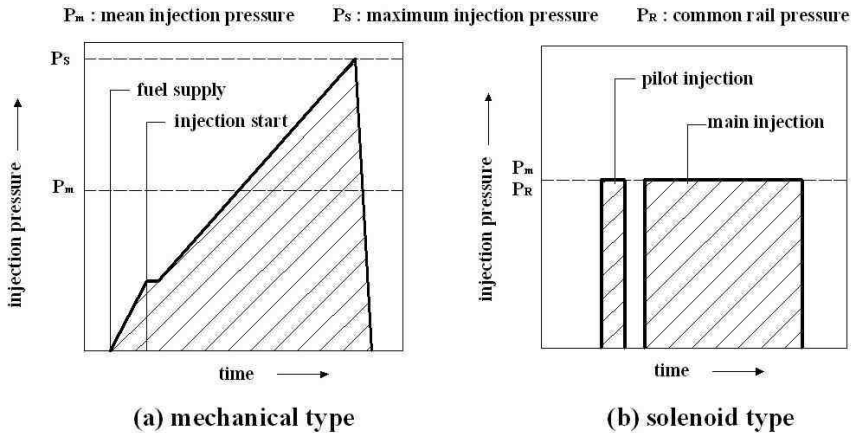 Pm : mean injection pressure Ps : maximum injection pressure PR : common rail pressure
Ps
fuel supply
injection start
Pm
injection pressure
time
(a) mechanical type
pilot injection
main injection
Pm
PR
injection pressure
time
(b) solenoid type